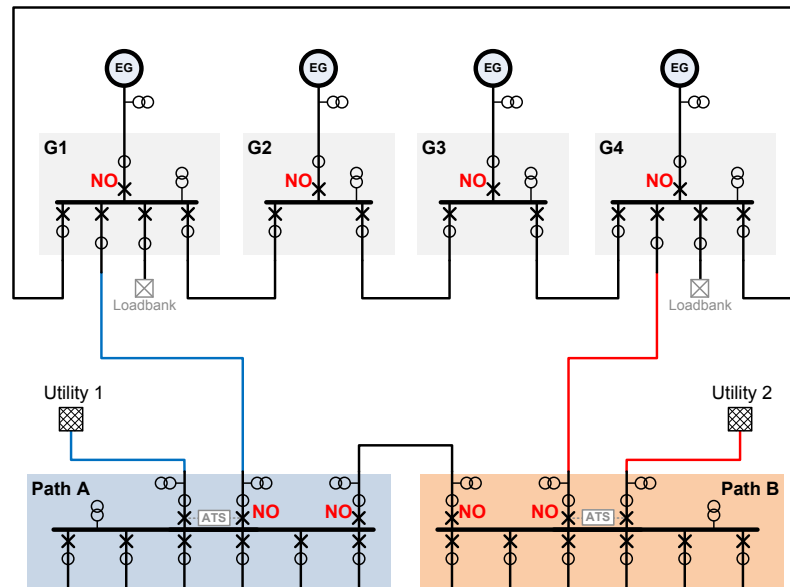 EG EG EG EG
G1 G2 G3 G4
NO NO NO NO
Loadbank Loadbank
Utility 1 Utility 2
Path A Path B
ATS NO NO NO NO ATS